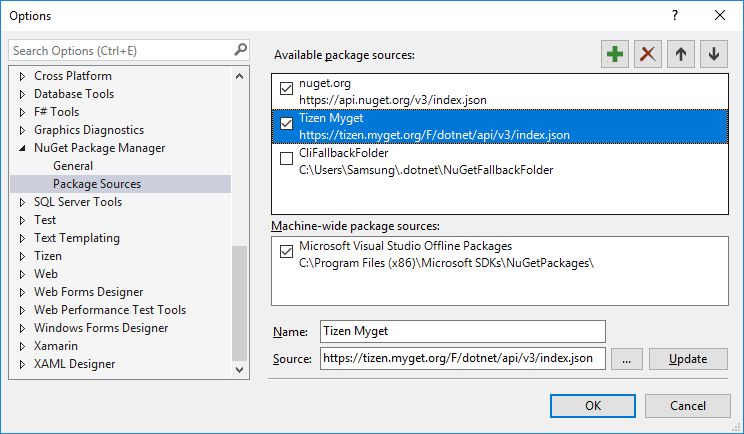 Options
Search Options (Ctrl+E)
Cross Platform
Database Tools
F# Tools
Graphics Diagnostics
NuGet Package Manager
General
Package Sources
SQL Server Tools
Test
Text Templating
Tizen
Web
Web Forms Designer
Web Performance Test Tools
Windows Forms Designer
Xamarin
XAML Designer
Available package sources:
nuget.org
https://api.nuget.org/v3/index.json
Tizen Myget
https://tizen.myget.org/F/dotnet/api/v3/index.json
CliFallbackFolder
C:\Users\Samsung\.dotnet\NuGetFallbackFolder
Machine-wide package sources:
Microsoft Visual Studio Offline Packages
C:\Program Files (x86)\Microsoft SDKs\NuGetPackages\
Name: Tizen Myget
Source: https://tizen.myget.org/F/dotnet/api/v3/index.json ... Update
OK Cancel